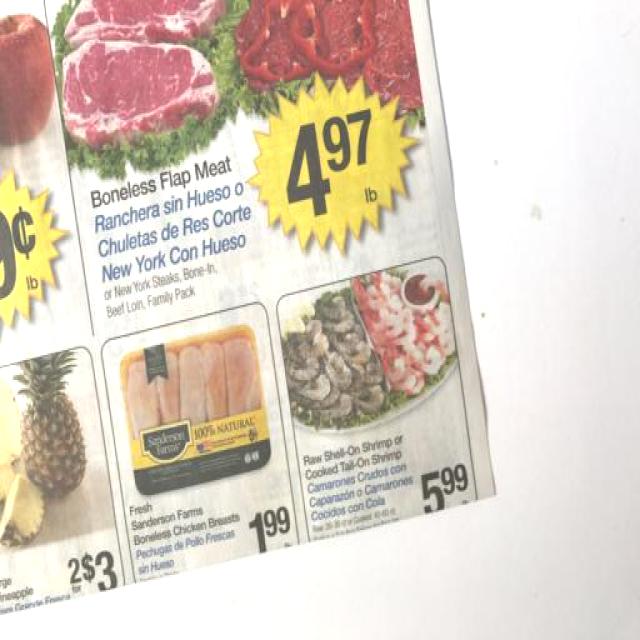 9¢
lb
Boneless Flap Meat
Ranchera sin Hueso o
Chuletas de Res Corte
New York Con Hueso
or New York Steaks, Bone-In,
Beef Loin, Family Pack
4 97
lb
Sanderson
Farms
100% NATURAL
Fresh
Sanderson Farms
Boneless Chicken Breasts
Pechugas de Pollo Frescas
sin Hueso
1 99
Raw Shell-On Shrimp or
Cooked Tail-On Shrimp
Camarones Crudos con
Caparazón o Camarones
Cocidos con Cola
5 99
rge
ineapple
2 $3